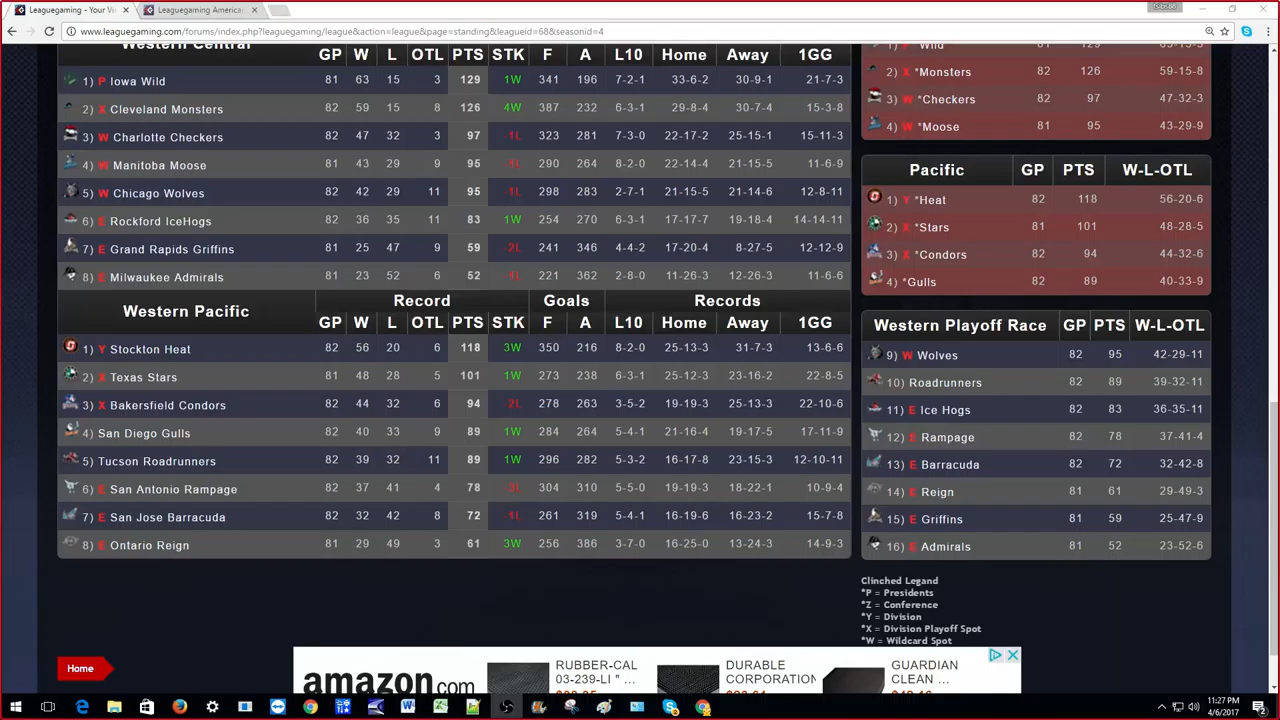 Leaguegaming - Your Vi
Leaguegaming America
fsibs88
www.leaguegaming.com/forums/index.php?leaguegaming/league&action=league&page=standing&leagueid=68&seasonid=4
Western Central GP W L OTL PTS STK F A L10 Home Away 1GG
1) P Iowa Wild 81 63 15 3 129 1W 341 196 7-2-1 33-6-2 30-9-1 21-7-3
2) X Cleveland Monsters 82 59 15 8 126 4W 387 232 6-3-1 29-8-4 30-7-4 15-3-8
3) W Charlotte Checkers 82 47 32 3 97 -1L 323 281 7-3-0 22-17-2 25-15-1 15-11-3
4) W Manitoba Moose 81 43 29 9 95 290 264 8-2-0 22-14-4 21-15-5 11-6-9
5) W Chicago Wolves 82 42 29 11 95 -1L 298 283 2-7-1 21-15-5 21-14-6 12-8-11
6) E Rockford IceHogs 82 36 35 11 83 1W 254 270 6-3-1 17-17-7 19-18-4 14-14-11
7) E Grand Rapids Griffins 81 25 47 9 59 2L 241 346 4-4-2 17-20-4 8-27-5 12-12-9
8) E Milwaukee Admirals 81 23 52 6 52 221 362 2-8-0 11-26-3 12-26-3 11-6-6
Western Pacific Record Goals Records
GP W L OTL PTS STK F A L10 Home Away 1GG
1) Y Stockton Heat 82 56 20 6 118 3W 350 216 8-2-0 25-13-3 31-7-3 13-6-6
2) X Texas Stars 81 48 28 5 101 1W 273 238 6-3-1 25-12-3 23-16-2 22-8-5
3) X Bakersfield Condors 82 44 32 6 94 2L 278 263 3-5-2 19-19-3 25-13-3 22-10-6
4) San Diego Gulls 82 40 33 9 89 1W 284 264 5-4-1 21-16-4 19-17-5 17-11-9
5) Tucson Roadrunners 82 39 32 11 89 1W 296 282 5-3-2 16-17-8 23-15-3 12-10-11
6) E San Antonio Rampage 82 37 41 4 78 304 310 5-5-0 19-19-3 18-22-1 10-9-4
7) E San Jose Barracuda 82 32 42 8 72 1L 261 319 5-4-1 16-19-6 16-23-2 15-7-8
8) E Ontario Reign 81 29 49 3 61 3W 256 386 3-7-0 16-25-0 13-24-3 14-9-3
2) X *Monsters 82 126 59-15-8
3) W *Checkers 82 97 47-32-3
4) W *Moose 81 95 43-29-9
Pacific GP PTS W-L-OTL
1) Y *Heat 82 118 56-20-6
2) X *Stars 81 101 48-28-5
3) X *Condors 82 94 44-32-6
4) *Gulls 82 89 40-33-9
Western Playoff Race GP PTS W-L-OTL
9) W Wolves 82 95 42-29-11
10) Roadrunners 82 89 39-32-11
11) E Ice Hogs 82 83 36-35-11
12) E Rampage 82 78 37-41-4
13) E Barracuda 82 72 32-42-8
14) E Reign 81 61 29-49-3
15) E Griffins 81 59 25-47-9
16) E Admirals 81 52 23-52-6
Clinched Legand
*P = Presidents
*Z = Conference
*Y = Division
*X = Division Playoff Spot
*W = Wildcard Spot
Home
amazon.com
RUBBER-CAL 03-239-LI " ...
DURABLE CORPORATION
GUARDIAN CLEAN ...
11:27 PM
4/6/2017